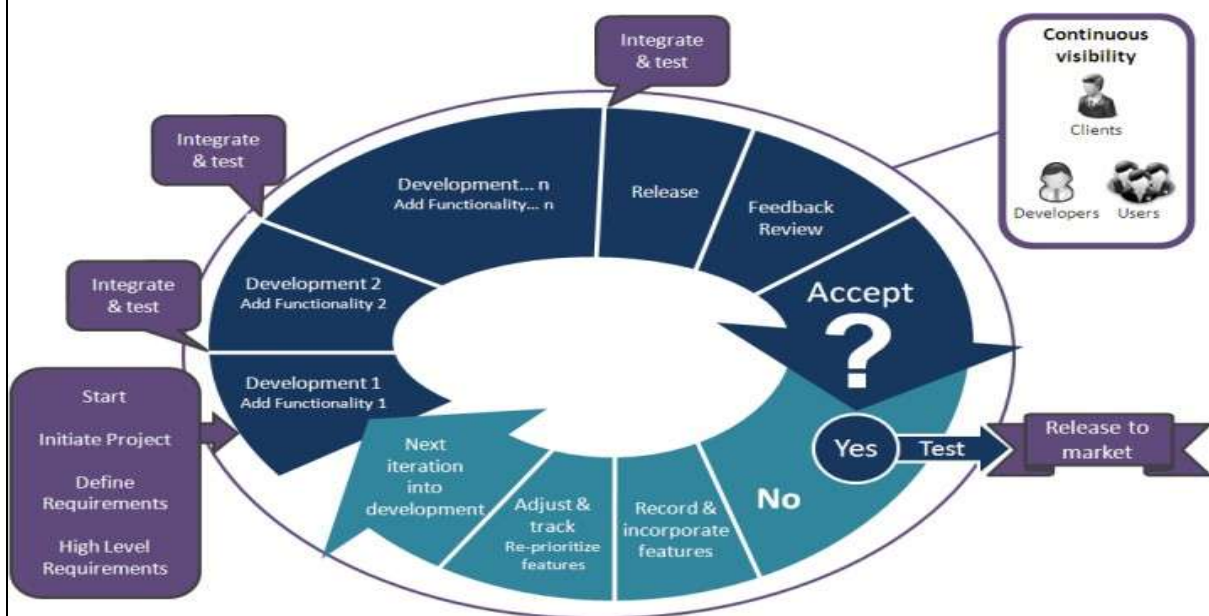 Start
Initiate Project
Define
Requirements
High Level
Requirements
Development 1
Add Functionality 1
Integrate
& test
Development 2
Add Functionality 2
Integrate
& test
Development... n
Add Functionality... n
Integrate
& test
Release
Feedback
Review
Accept
?
Yes
Test
Release to
market
No
Record &
incorporate
features
Adjust &
track
Re-prioritize
features
Next
iteration
into
development
Continuous
visibility
Clients
Developers
Users